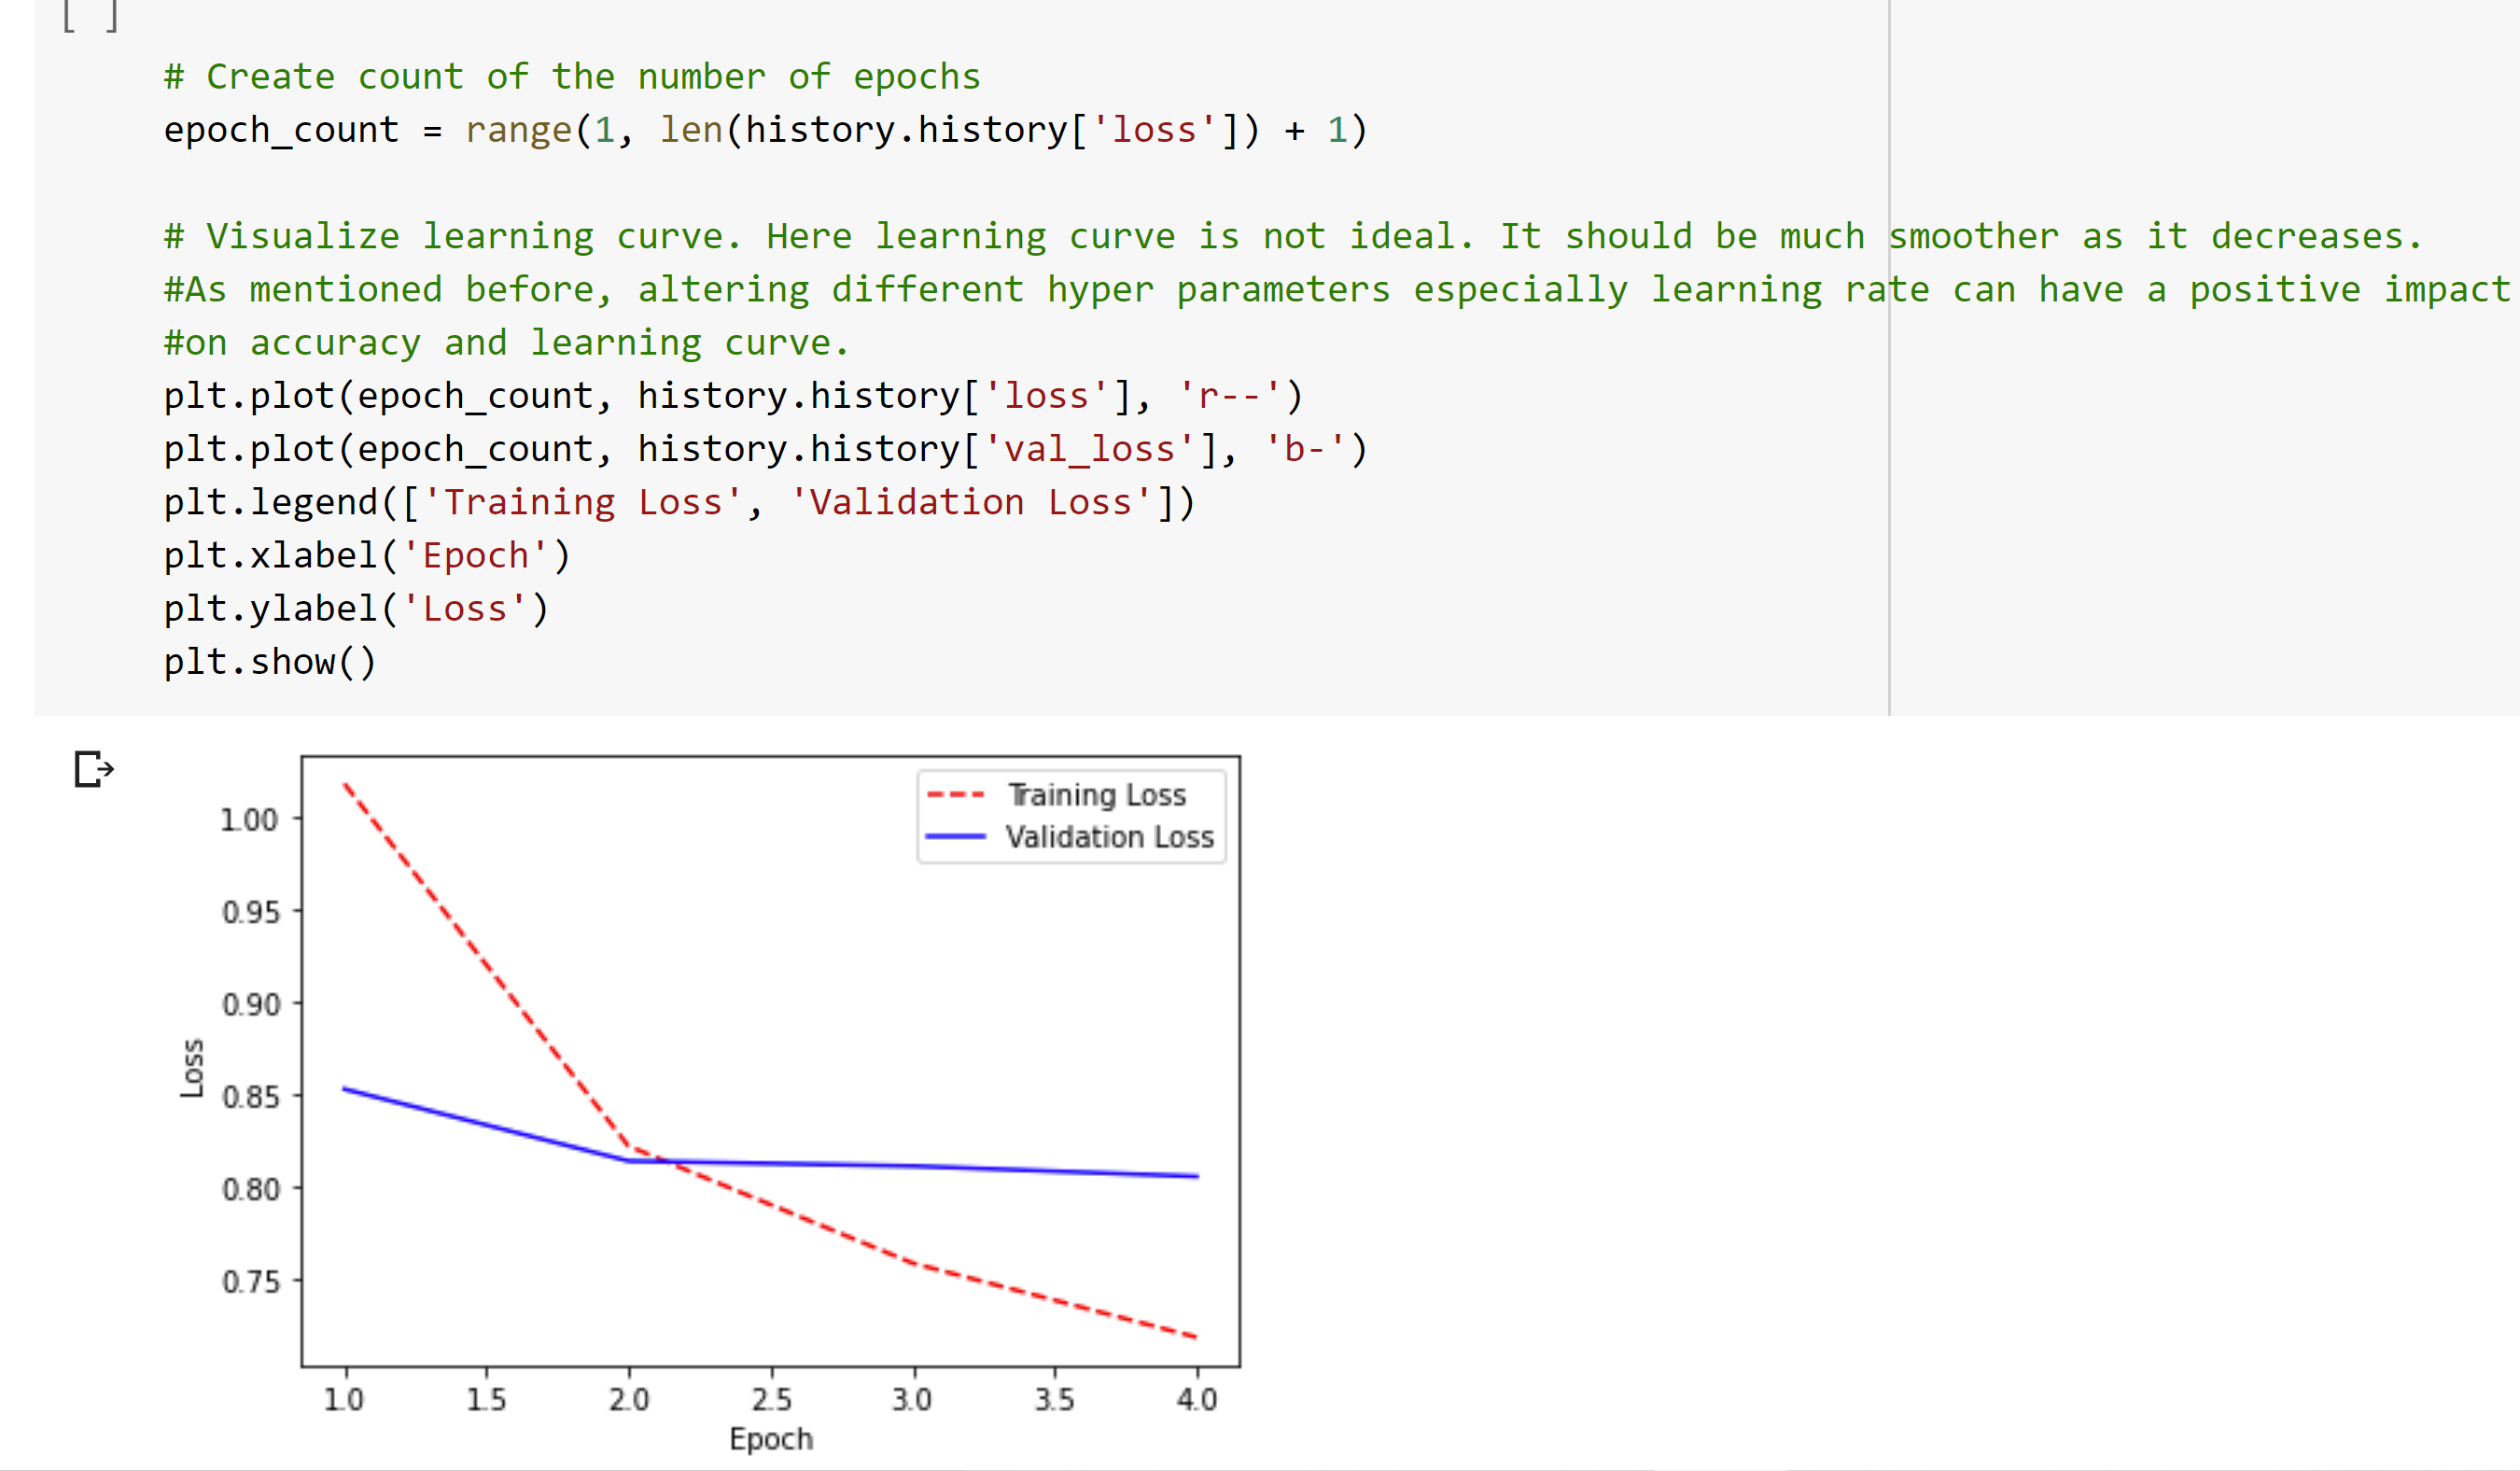 [ ]
# Create count of the number of epochs
epoch_count = range(1, len(history.history['loss']) + 1)
# Visualize learning curve. Here learning curve is not ideal. It should be much smoother as it decreases.
#As mentioned before, altering different hyper parameters especially learning rate can have a positive impact
#on accuracy and learning curve.
plt.plot(epoch_count, history.history['loss'], 'r--')
plt.plot(epoch_count, history.history['val_loss'], 'b-')
plt.legend(['Training Loss', 'Validation Loss'])
plt.xlabel('Epoch')
plt.ylabel('Loss')
plt.show()
Training Loss
Validation Loss
1.00
0.95
0.90
0.85
0.80
0.75
Loss
1.0 1.5 2.0 2.5 3.0 3.5 4.0
Epoch